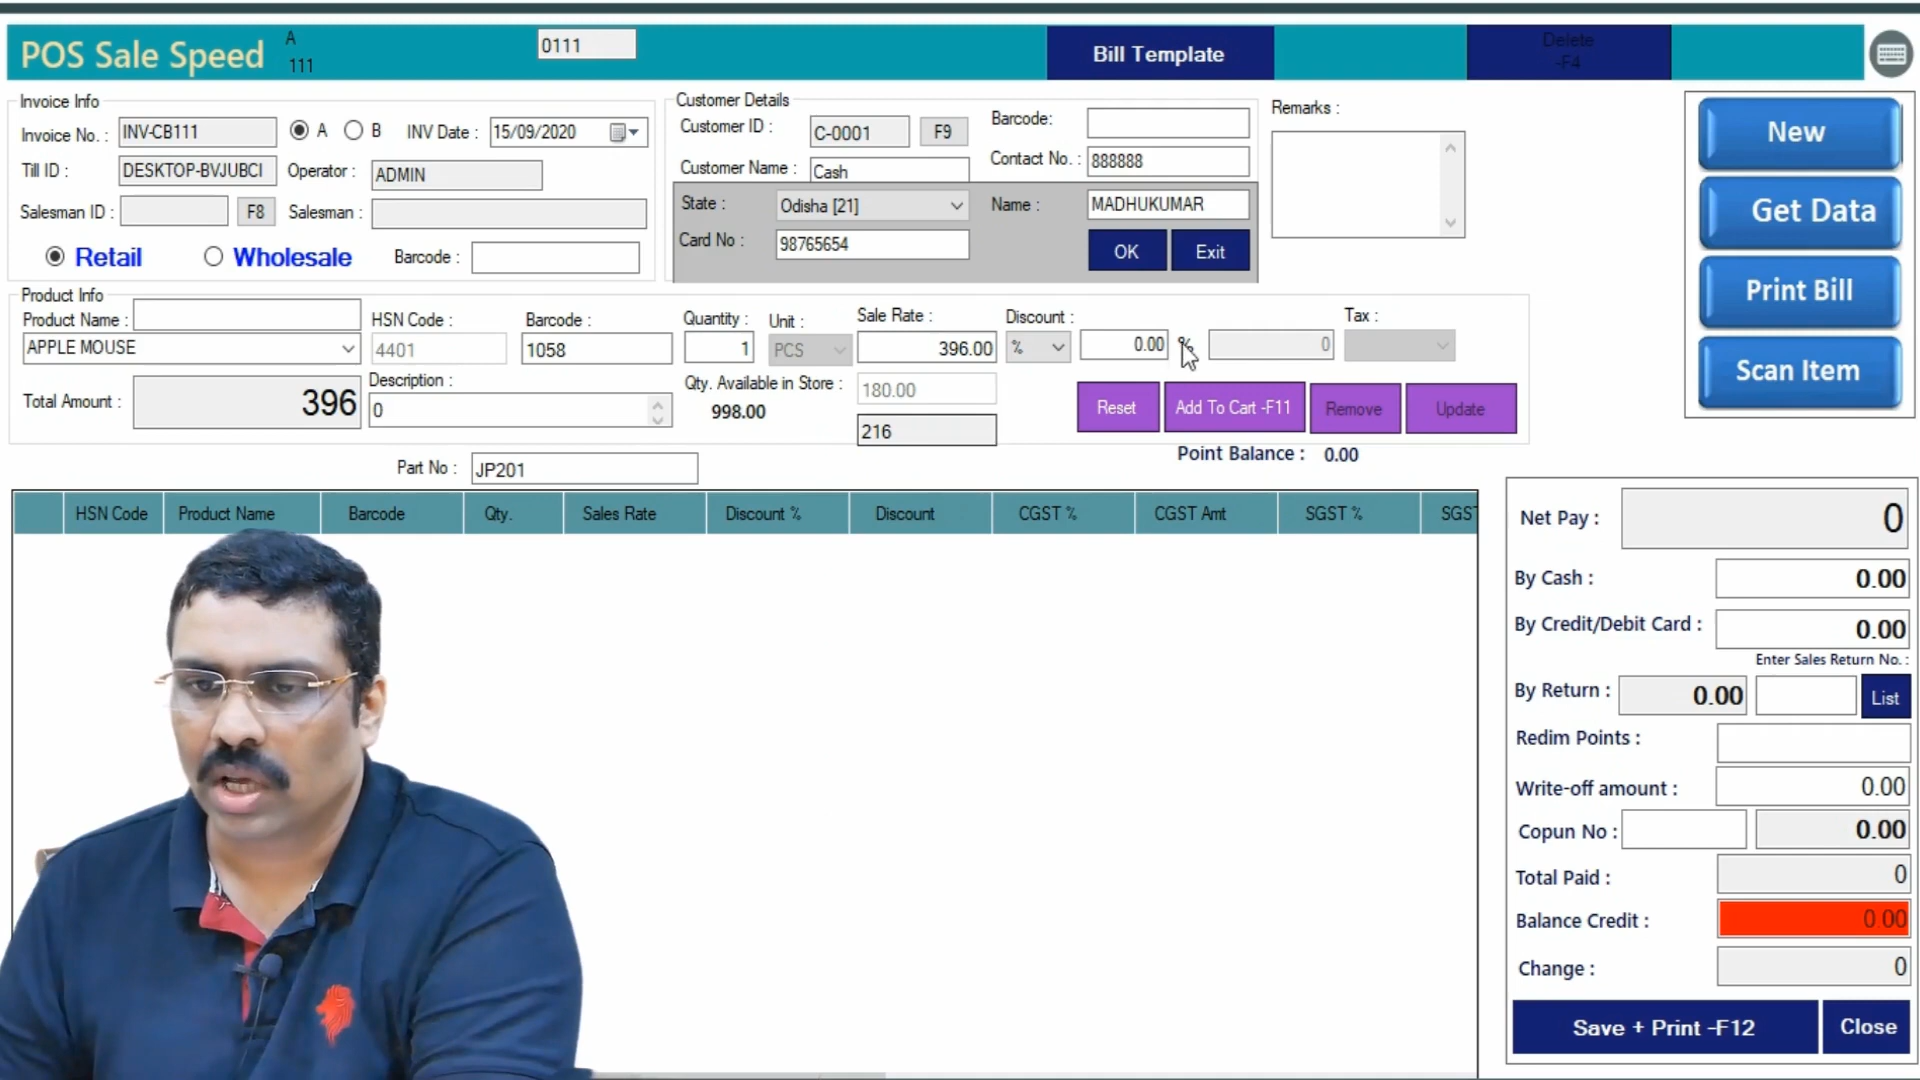 POS Sale Speed
A
111
0111
Bill Template
Delete
-F4
Invoice Info
Invoice No. :
INV-CB111
A
B
INV Date :
15/09/2020
Till ID :
DESKTOP-BVJUBCI
Operator :
ADMIN
Salesman ID :
F8
Salesman :
Retail
Wholesale
Barcode :
Customer Details
Customer ID :
C-0001
F9
Barcode:
Customer Name :
Cash
Contact No. :
888888
State :
Odisha [21]
Name :
MADHUKUMAR
Card No :
98765654
OK
Exit
Remarks :
New
Get Data
Print Bill
Scan Item
Product Info
Product Name :
APPLE MOUSE
HSN Code :
4401
Barcode :
1058
Quantity :
1
Unit :
PCS
Sale Rate :
396.00
Discount :
%
0.00
%
0
Tax :
Total Amount :
396
Description :
0
Qty. Available in Store :
998.00
180.00
216
Reset
Add To Cart -F11
Remove
Update
Point Balance :
0.00
Part No :
JP201
HSN Code
Product Name
Barcode
Qty.
Sales Rate
Discount %
Discount
CGST %
CGST Amt
SGST %
SGST
Net Pay :
0
By Cash :
0.00
By Credit/Debit Card :
0.00
Enter Sales Return No. :
By Return :
0.00
List
Redim Points :
Write-off amount :
0.00
Copun No :
0.00
Total Paid :
0
Balance Credit :
0.00
Change :
0
Save + Print -F12
Close